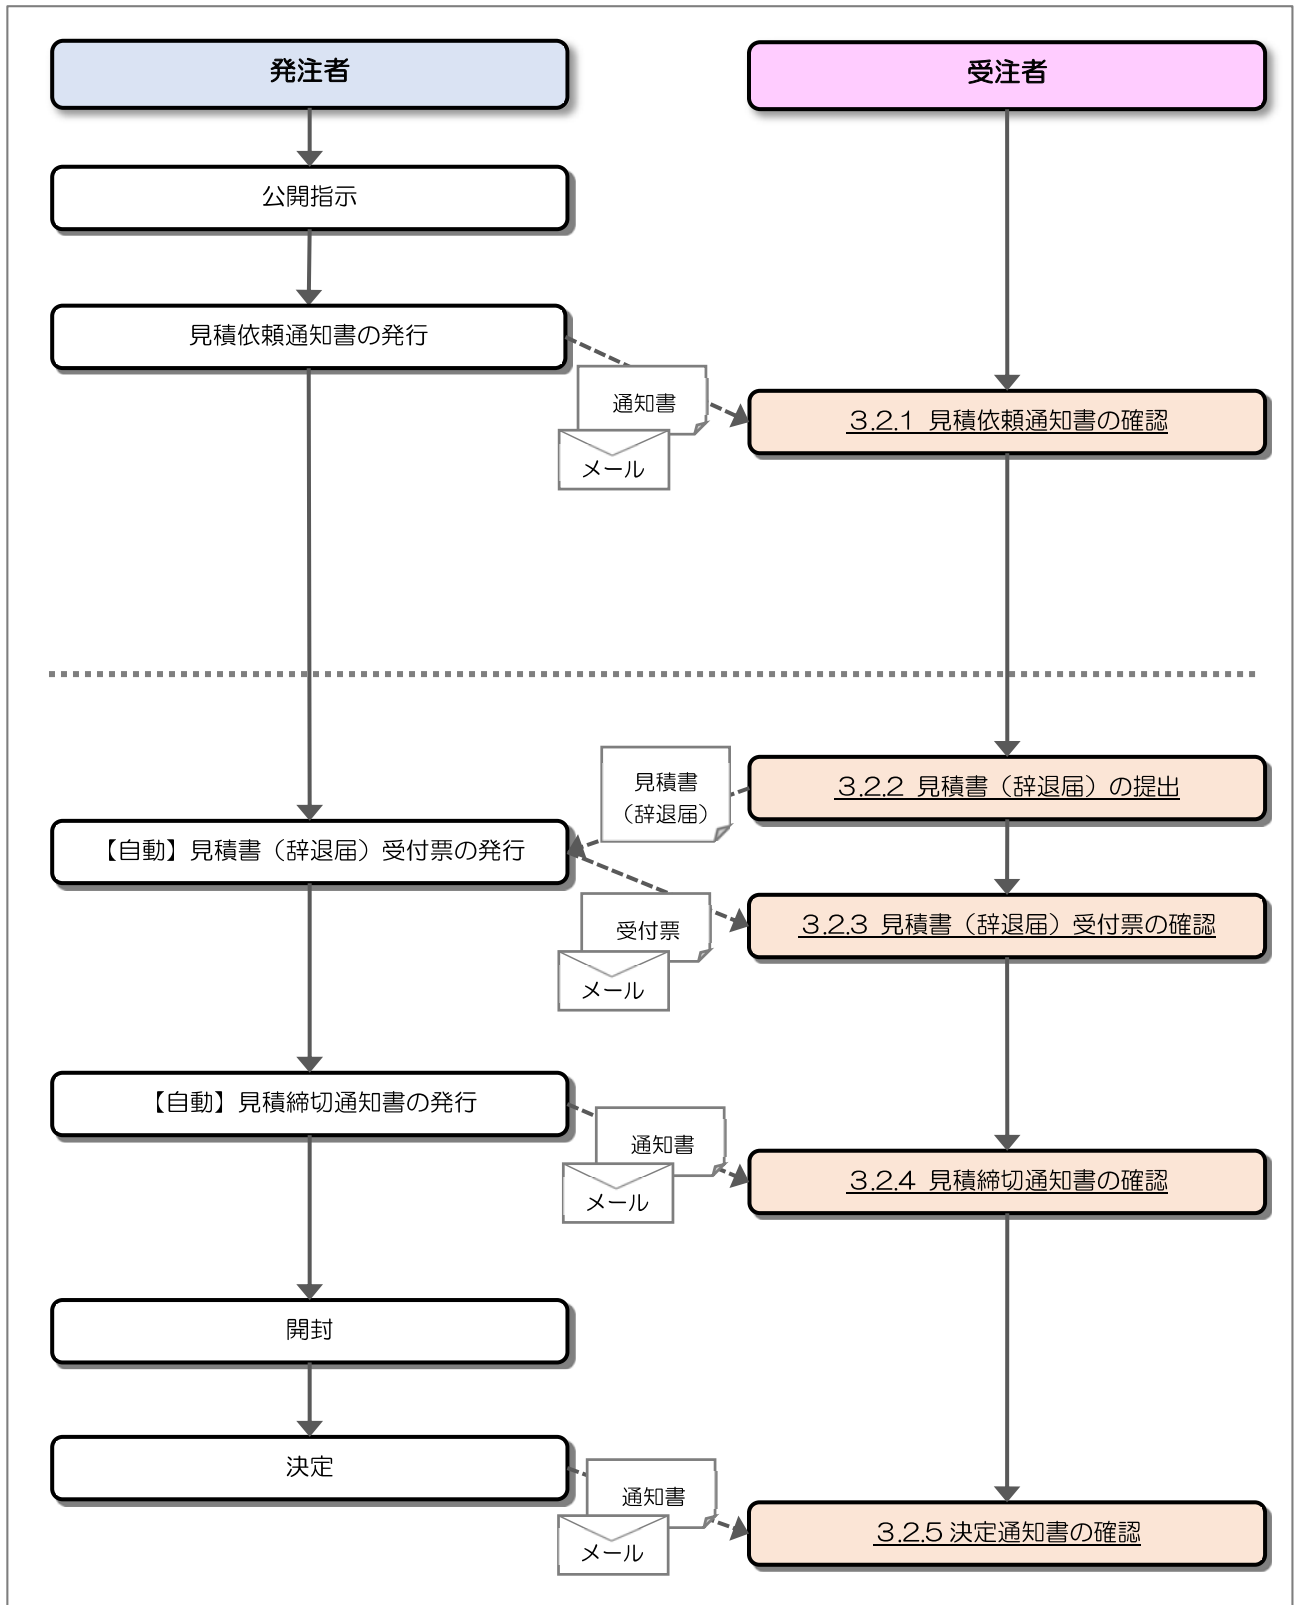 発注者
受注者
公開指示
見積依頼通知書の発行
通知書
メール
3.2.1 見積依頼通知書の確認
見積書
（辞退届）
3.2.2 見積書（辞退届）の提出
【自動】見積書（辞退届）受付票の発行
受付票
メール
3.2.3 見積書（辞退届）受付票の確認
【自動】見積締切通知書の発行
通知書
メール
3.2.4 見積締切通知書の確認
開封
決定
通知書
メール
3.2.5 決定通知書の確認